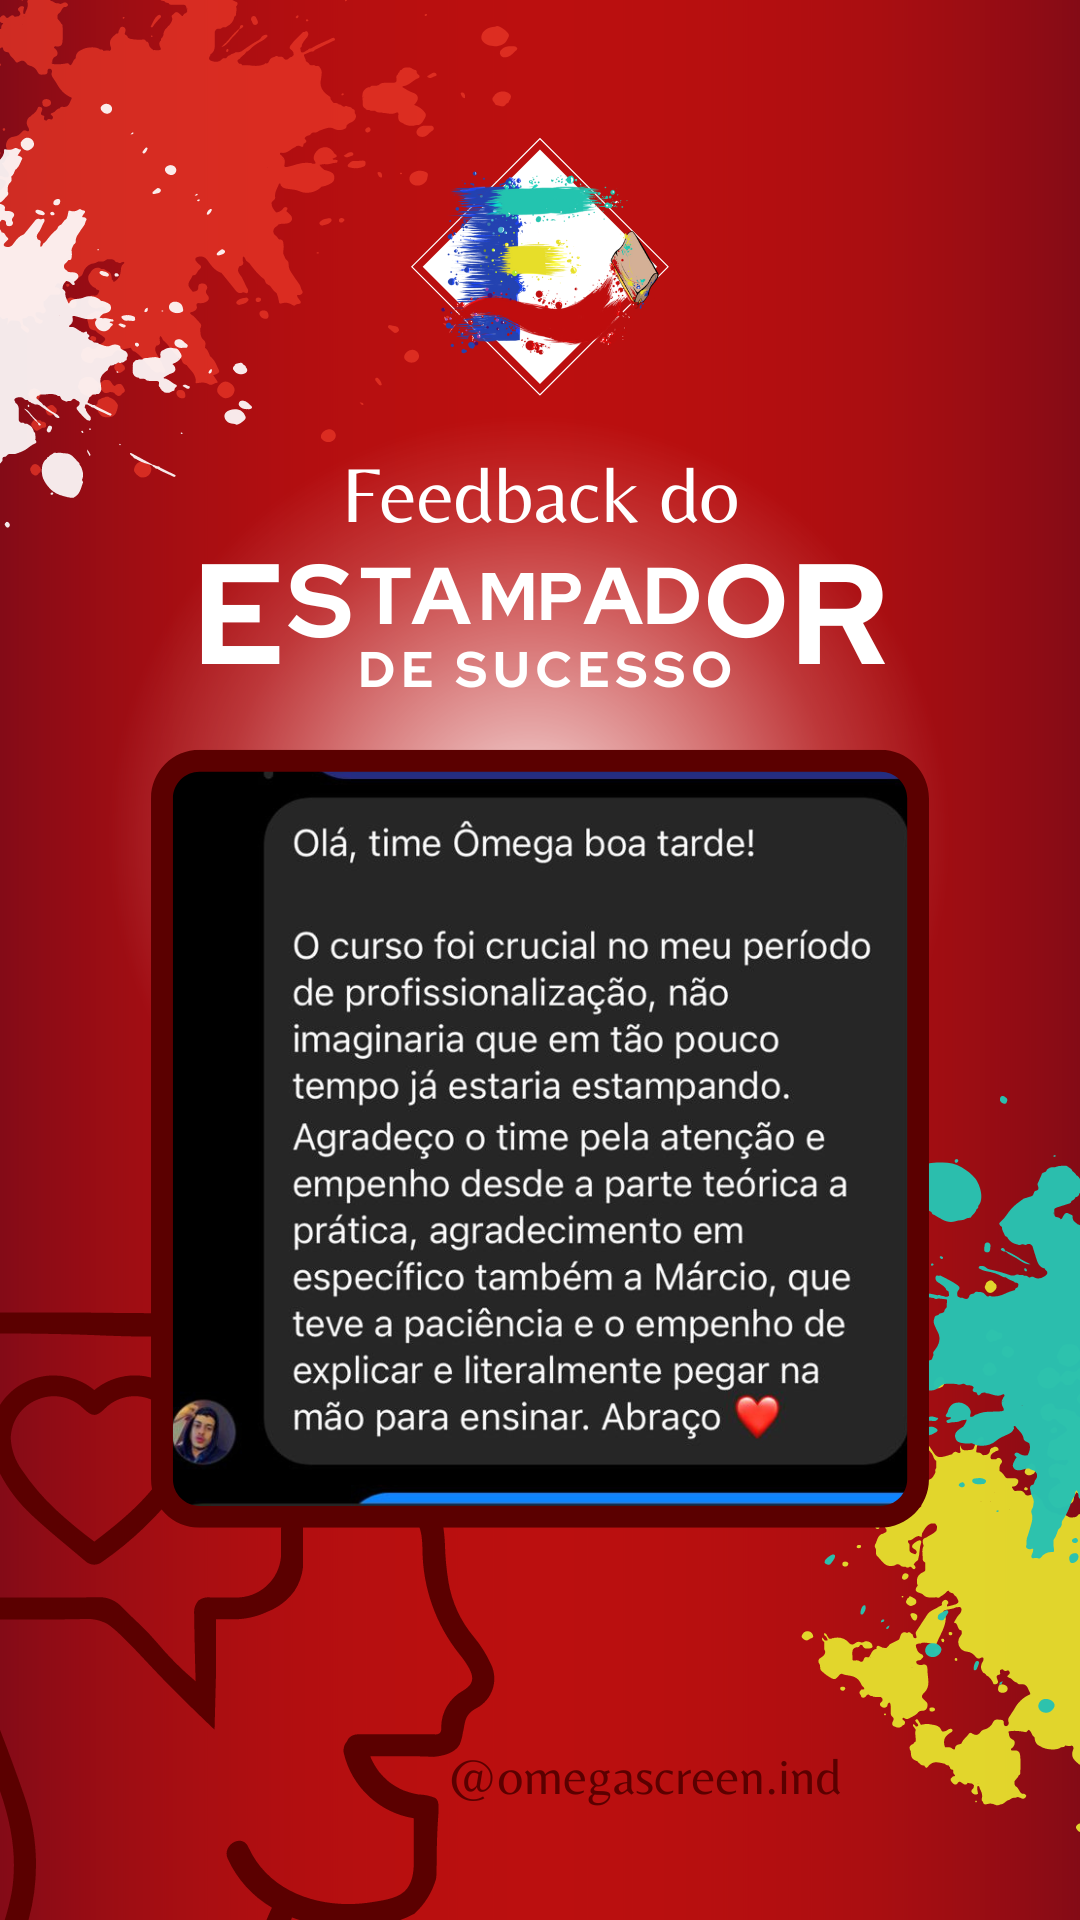 Feedback do
ESTAMPADOR
DE SUCESSO
Olá, time Ômega boa tarde!
O curso foi crucial no meu período
de profissionalização, não
imaginaria que em tão pouco
tempo já estaria estampando.
Agradeço o time pela atenção e
empenho desde a parte teórica a
prática, agradecimento em
específico também a Márcio, que
teve a paciência e o empenho de
explicar e literalmente pegar na
mão para ensinar. Abraço ❤️
@omegascreen.ind